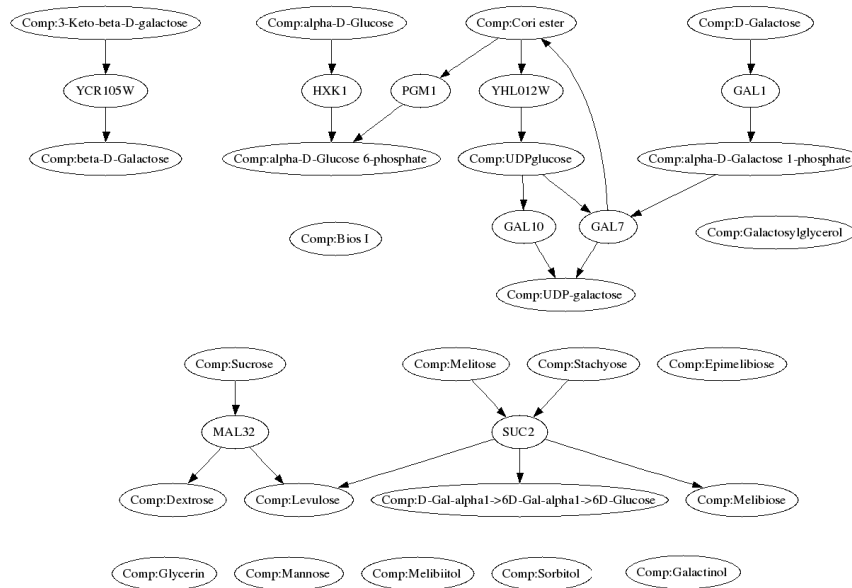 Comp:3-Keto-beta-D-galactose
Comp:alpha-D-Glucose
Comp:Cori ester
Comp:D-Galactose
YCR105W
HXK1
PGM1
YHL012W
GAL1
Comp:beta-D-Galactose
Comp:alpha-D-Glucose 6-phosphate
Comp:UDPglucose
Comp:alpha-D-Galactose 1-phosphate
Comp:Bios I
GAL10
GAL7
Comp:Galactosylglycerol
Comp:UDP-galactose
Comp:Sucrose
Comp:Melitose
Comp:Stachyose
Comp:Epimelibiose
MAL32
SUC2
Comp:Dextrose
Comp:Levulose
Comp:D-Gal-alpha1->6D-Gal-alpha1->6D-Glucose
Comp:Melibiose
Comp:Glycerin
Comp:Mannose
Comp:Melibiitol
Comp:Sorbitol
Comp:Galactinol